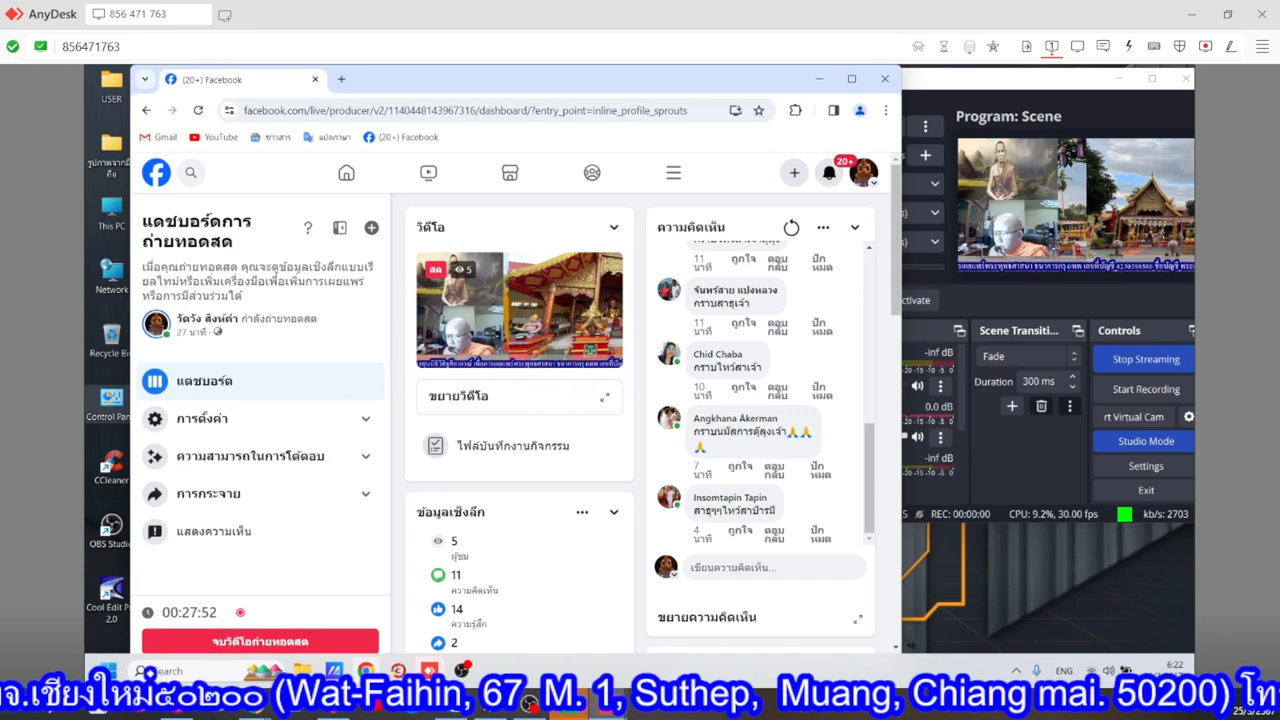 AnyDesk
856 471 763
856471763
USER
This PC
Network
Recycle Bin
Control Pan
CCleaner
OBS Studio
Cool Edit P
2.0
(20+) Facebook
facebook.com/live/producer/v2/1140448143967316/dashboard/?entry_point=inline_profile_sprouts
Gmail
YouTube
ข่าวสาร
แปลภาษา
(20+) Facebook
20+
แดชบอร์ดการ
ถ่ายทอดสด
เมื่อคุณถ่ายทอดสด คุณจะดูข้อมูลเชิงลึกแบบเรี
ยลไทม์หรือเพิ่มเครื่องมือเพื่อเพิ่มการเผยแพร่
หรือการมีส่วนร่วมได้
วัดวัง สิงห์คำ กำลังถ่ายทอดสด
27 นาที
แดชบอร์ด
การตั้งค่า
ความสามารถในการโต้ตอบ
การกระจาย
แสดงความเห็น
00:27:52
จบวิดีโอถ่ายทอดสด
วิดีโอ
สด
5
ขยายวิดีโอ
ไฟล์บันทึกงานกิจกรรม
ข้อมูลเชิงลึก
5
ผู้ชม
11
ความคิดเห็น
14
ความรู้สึก
2
ความคิดเห็น
11 นาที ถูกใจ ตอบกลับ ปักหมุด
จันทร์สาย แปงหลวง
กราบสาธุเจ้า
11 นาที ถูกใจ ตอบกลับ ปักหมุด
Chid Chaba
กราบไหว้สาเจ้า
10 นาที ถูกใจ ตอบกลับ ปักหมุด
Angkhana Åkerman
กราบนมัสการตุ๊ลุงเจ้า🙏🙏
🙏
7 นาที ถูกใจ ตอบกลับ ปักหมุด
Insomtapin Tapin
สาธุๆๆไหว้สาป๋ารมี
4 นาที ถูกใจ ตอบกลับ ปักหมุด
เขียนความคิดเห็น...
ขยายความคิดเห็น
Program: Scene
Scene Transiti...
Controls
Fade
Duration 300 ms
-inf dB
0.0 dB
-inf dB
Stop Streaming
Start Recording
rt Virtual Cam
Studio Mode
Settings
Exit
REC: 00:00:00
CPU: 9.2%, 30.00 fps
kb/s: 2703
ENG
6:22
จ.เชียงใหม่๕๐๒๐๐ (Wat-Faihin, 67 M. 1, Suthep, Muang, Chiang mai. 50200) โท